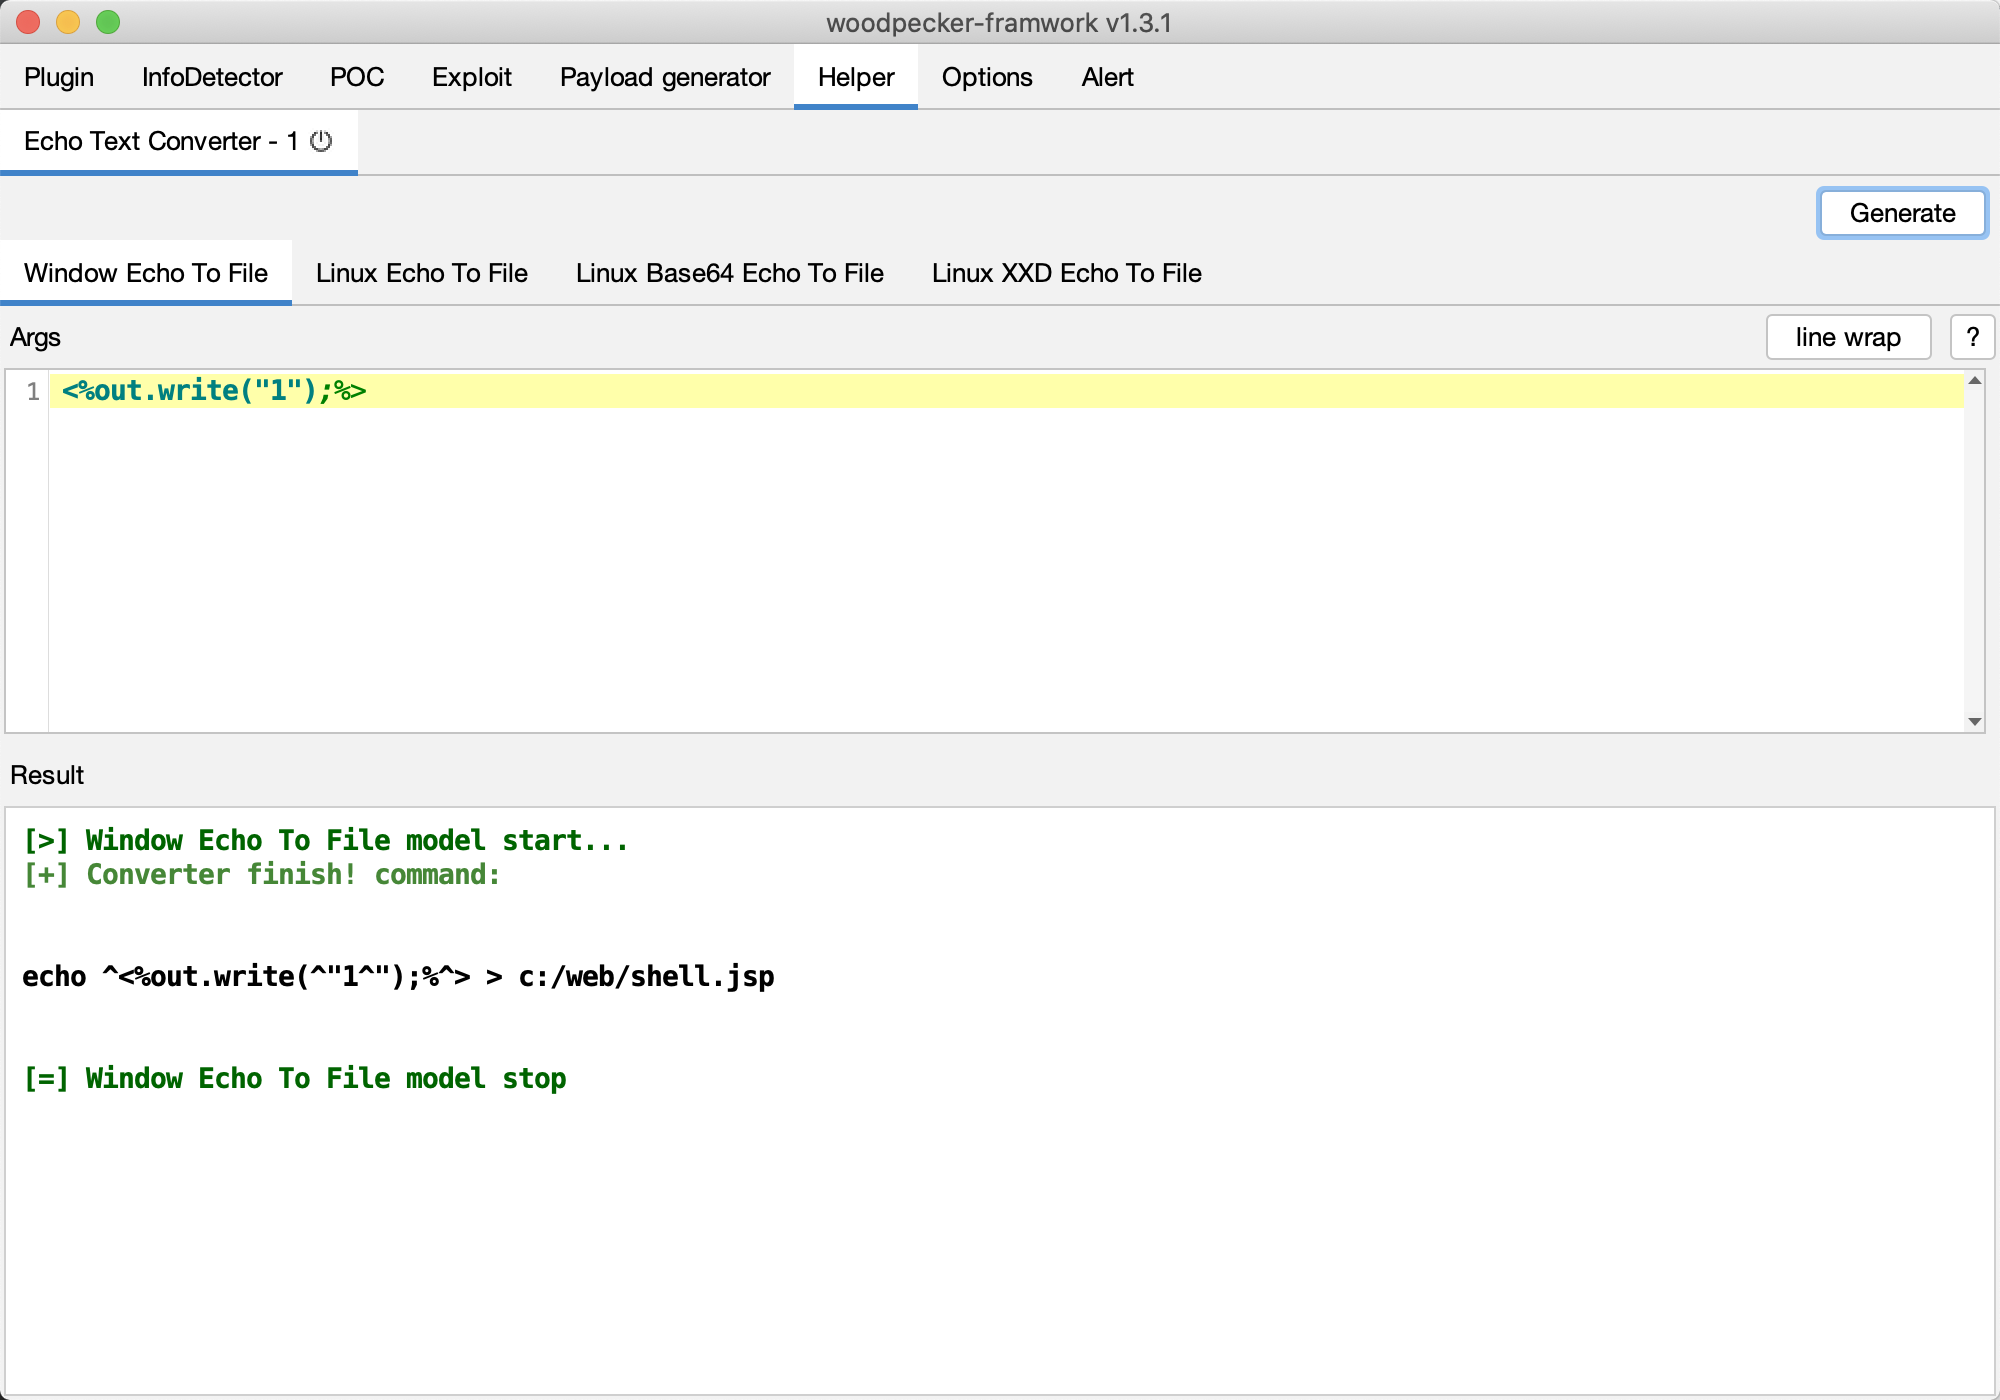 woodpecker-framwork v1.3.1
Plugin InfoDetector POC Exploit Payload generator Helper Options Alert
Echo Text Converter - 1
Generate
Window Echo To File Linux Echo To File Linux Base64 Echo To File Linux XXD Echo To File
Args line wrap ?
1 <%out.write("1");%>
Result
[>] Window Echo To File model start...
[+] Converter finish! command:
echo ^<%out.write(^"1^");%^> > c:/web/shell.jsp
[=] Window Echo To File model stop